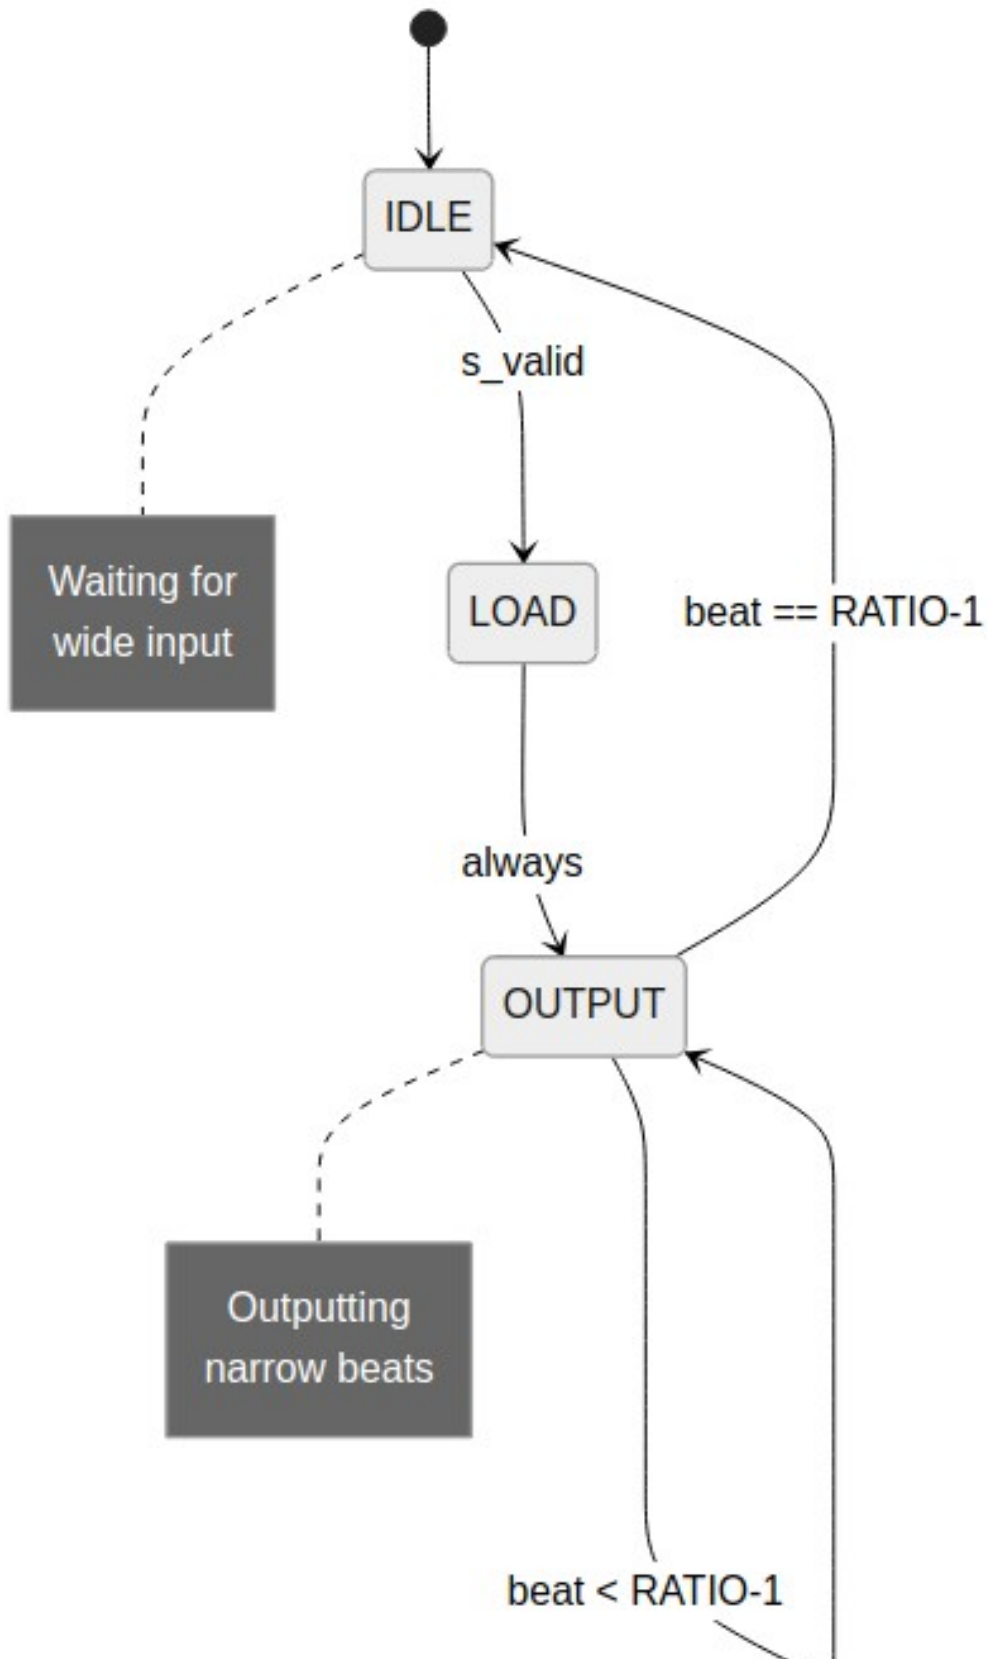 IDLE
s_valid
Waiting for
wide input
LOAD
beat == RATIO-1
always
OUTPUT
Outputting
narrow beats
beat < RATIO-1